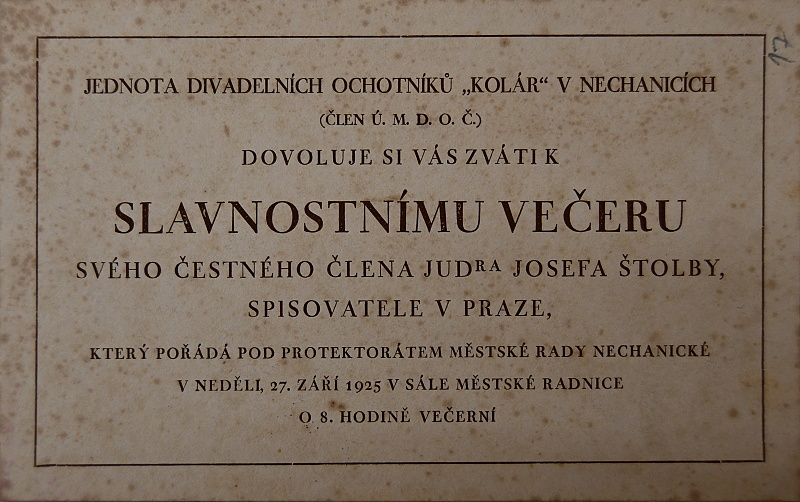 17
JEDNOTA DIVADELNÍCH OCHOTNÍKŮ „KOLÁR“ V NECHANICÍCH
(ČLEN Ú. M. D. O. Č.)
DOVOLUJE SI VÁS ZVÁTI K
SLAVNOSTNÍMU VEČERU
SVÉHO ČESTNÉHO ČLENA JUDRA JOSEFA ŠTOLBY,
SPISOVATELE V PRAZE,
KTERÝ POŘÁDÁ POD PROTEKTORÁTEM MĚSTSKÉ RADY NECHANICKÉ
V NEDĚLI, 27. ZÁŘÍ 1925 V SÁLE MĚSTSKÉ RADNICE
O 8. HODINĚ VEČERNÍ